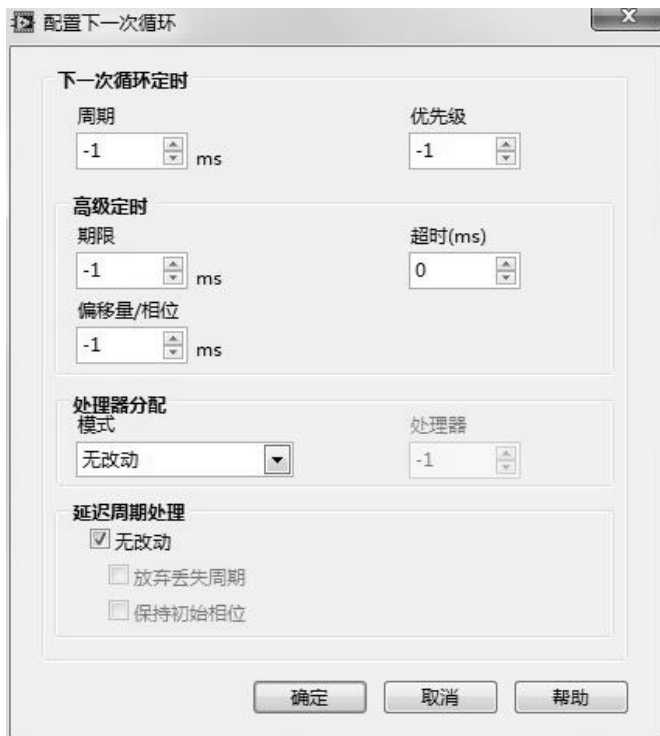 配置下一次循环
下一次循环定时
周期 优先级
-1 ms -1
高级定时
期限 超时(ms)
-1 ms 0
偏移量/相位
-1 ms
处理器分配
模式 处理器
无改动 -1
延迟周期处理
无改动
放弃丢失周期
保持初始相位
确定 取消 帮助